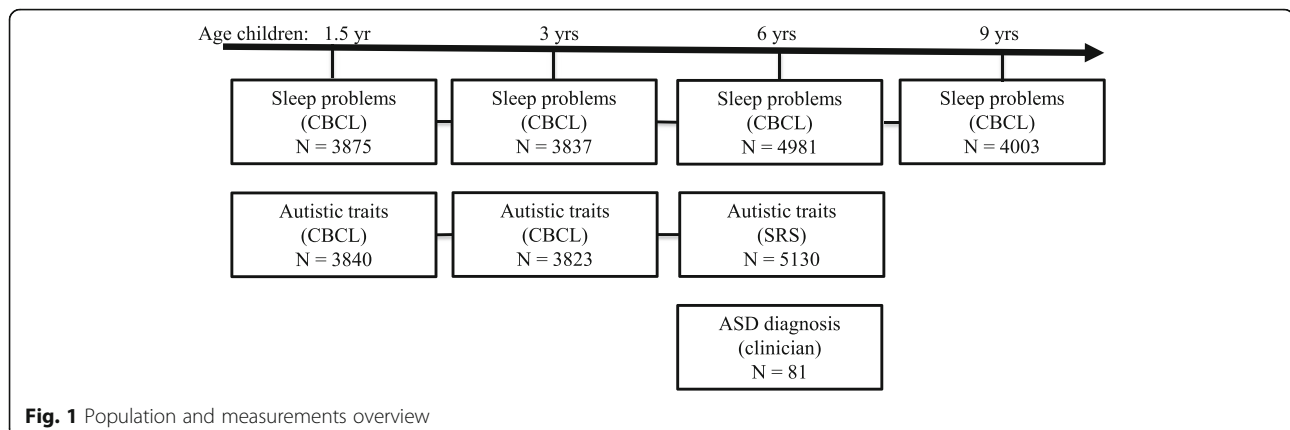 Age children: 1.5 yr 3 yrs 6 yrs 9 yrs
Sleep problems
(CBCL)
N = 3875
Sleep problems
(CBCL)
N = 3837
Sleep problems
(CBCL)
N = 4981
Sleep problems
(CBCL)
N = 4003
Autistic traits
(CBCL)
N = 3840
Autistic traits
(CBCL)
N = 3823
Autistic traits
(SRS)
N = 5130
ASD diagnosis
(clinician)
N = 81
Fig. 1 Population and measurements overview